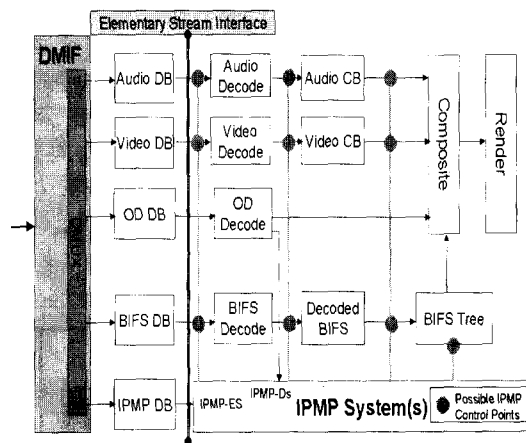 Elementary Stream Interface
DMIF
Audio DB
Audio
Decode
Audio CB
Video DB
Video
Decode
Video CB
OD DB
OD
Decode
BIFS DB
BIFS
Decode
Decoded
BIFS
BIFS Tree
Composite
Render
IPMP DB
IPMP-ES
IPMP-Ds
IPMP System(s)
Possible IPMP
Control Points